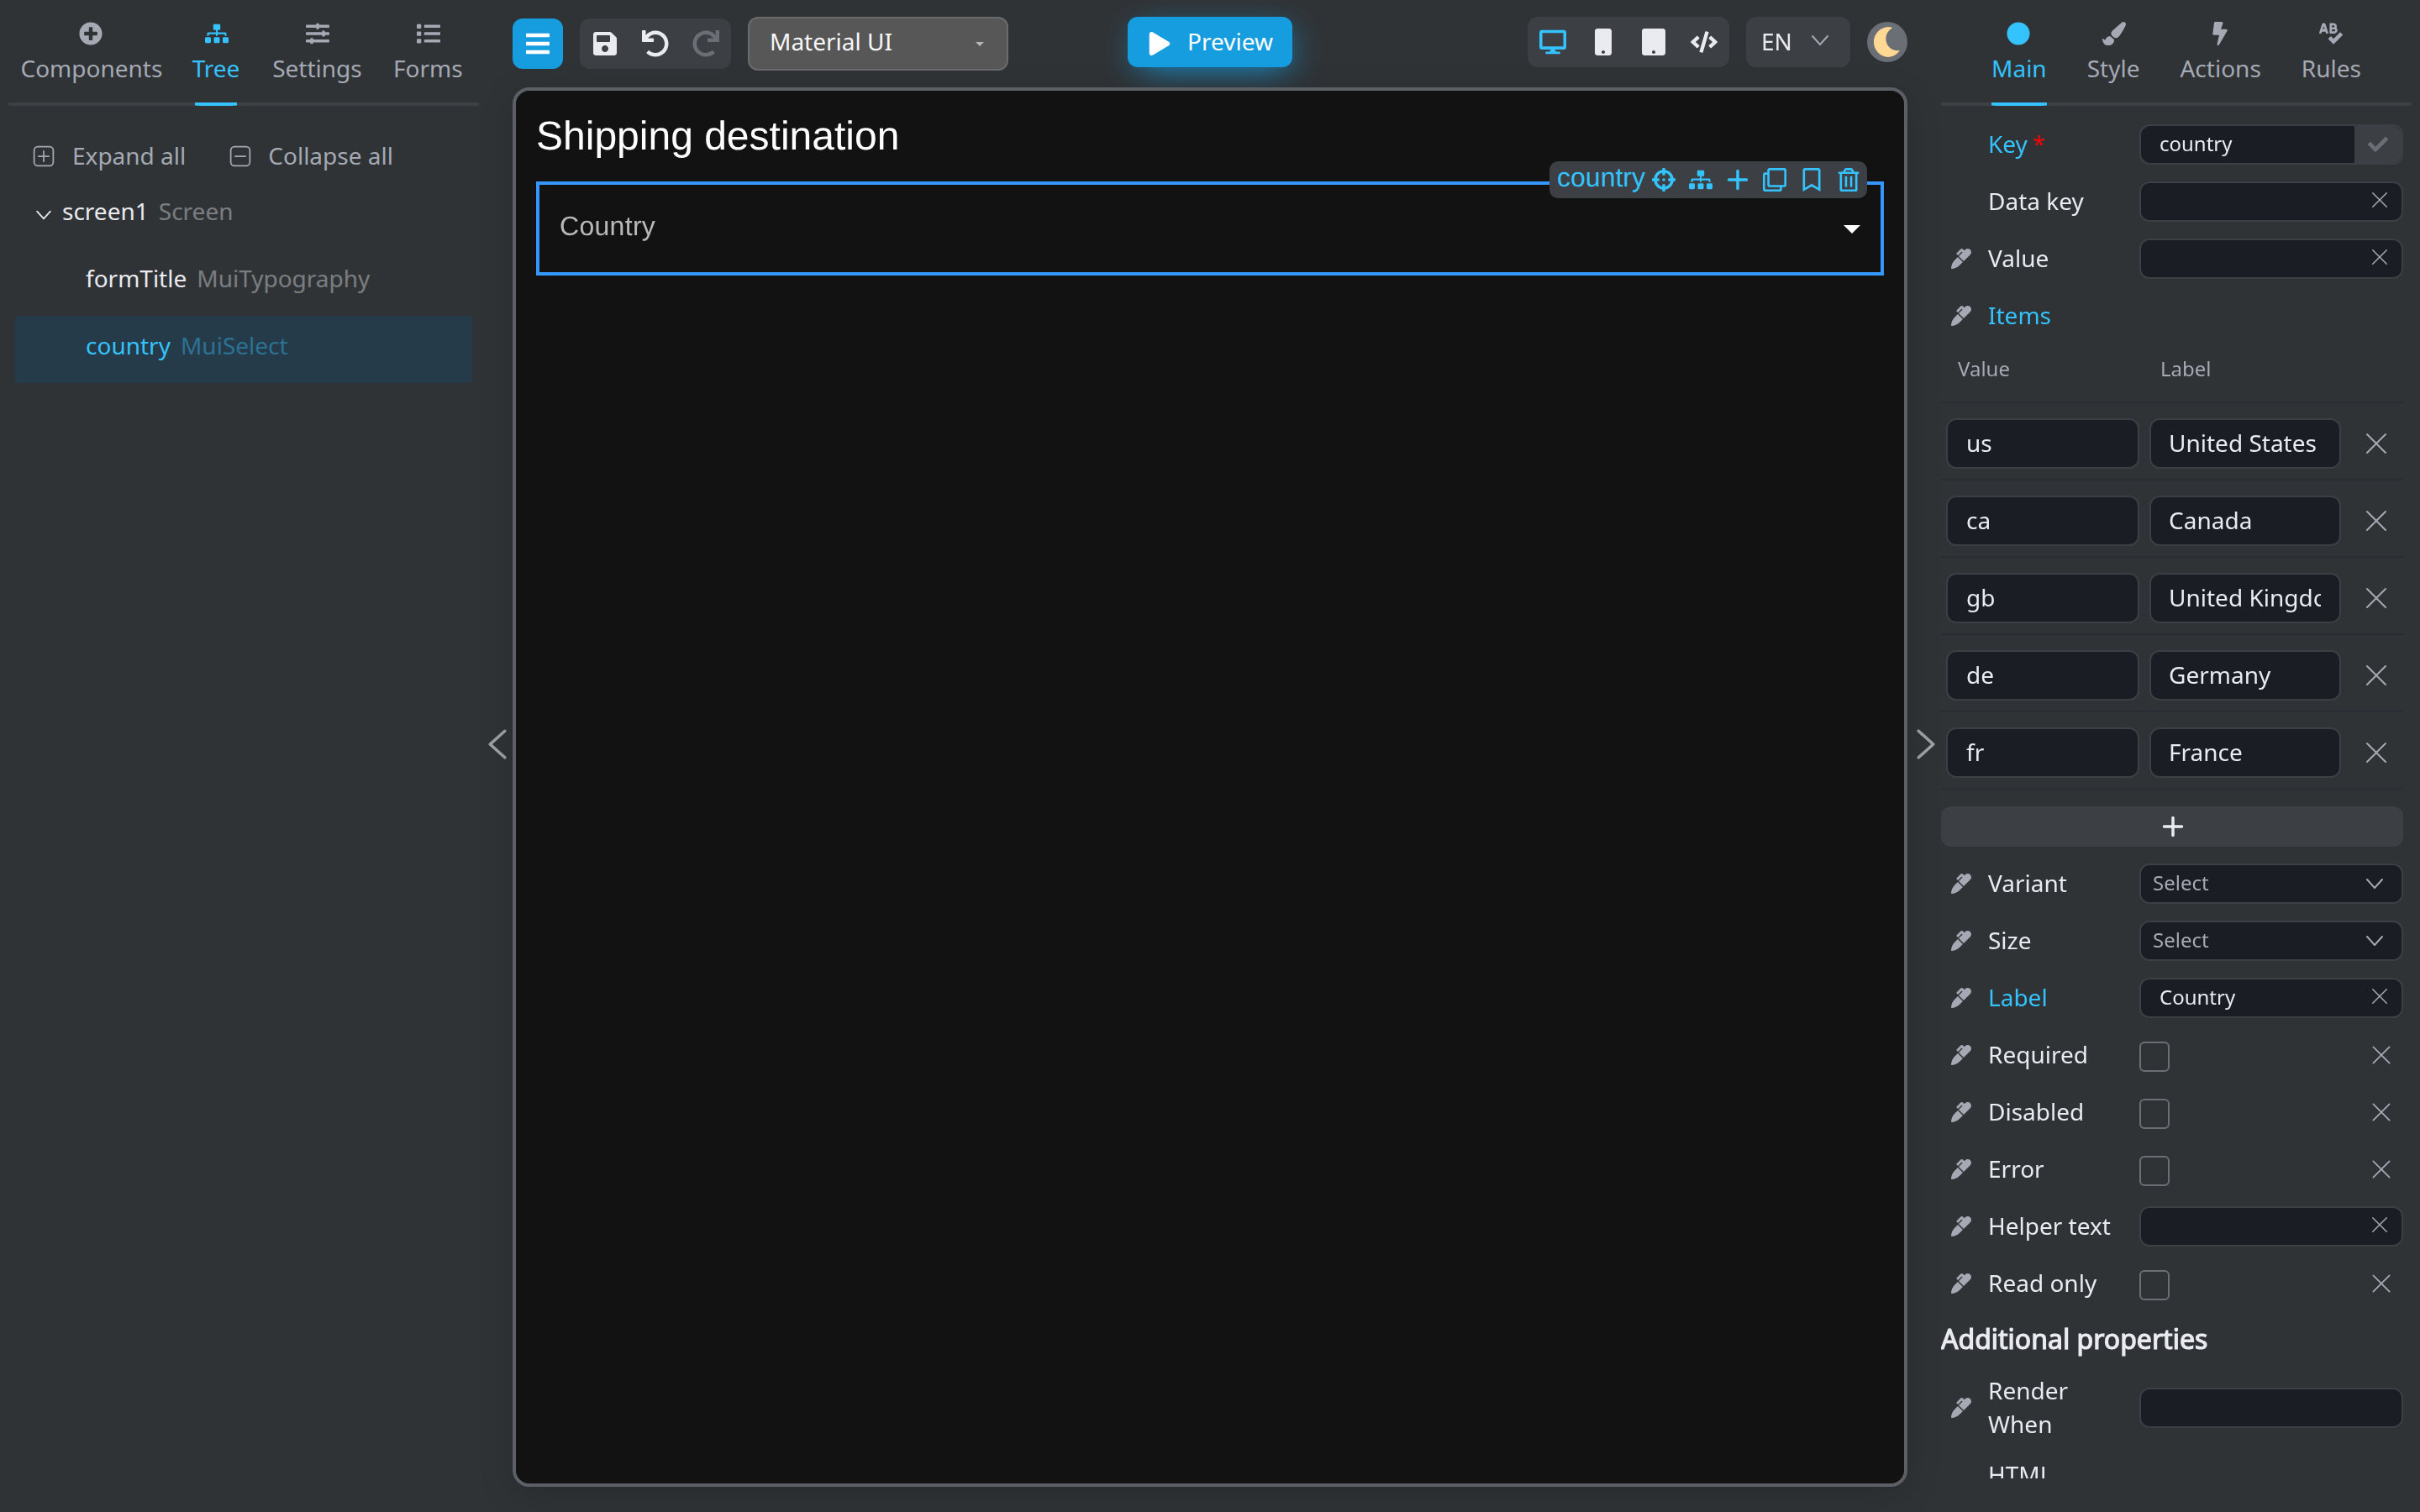 Components
Tree
Settings
Forms
Material UI
Preview
EN
Main
Style
Actions
AB
Rules
Expand all
Collapse all
screen1 Screen
formTitle MuiTypography
country MuiSelect
Shipping destination
country
Country
Key *
country
Data key
Value
Items
Value Label
us United States
ca Canada
gb United Kingdo
de Germany
fr France
Variant
Select
Size
Select
Label
Country
Required
Disabled
Error
Helper text
Read only
Additional properties
Render
When
HTML